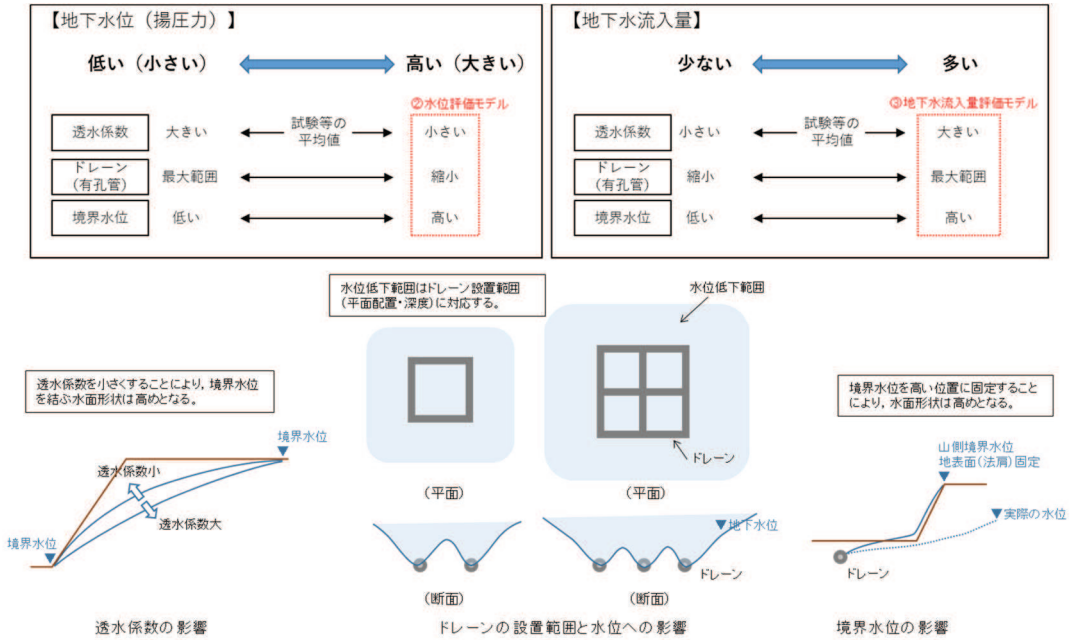 【地下水位（揚圧力）】
低い（小さい）
高い（大きい）
②水位評価モデル
透水係数
大きい
試験等の
平均値
小さい
ドレーン
(有孔管)
最大範囲
縮小
境界水位
低い
高い
【地下水流入量】
少ない
多い
③地下水流入量評価モデル
透水係数
小さい
試験等の
平均値
大きい
ドレーン
(有孔管)
縮小
最大範囲
境界水位
低い
高い
水位低下範囲はドレーン設置範囲
(平面配置・深度)に対応する。
水位低下範囲
ドレーン
(平面)
(平面)
透水係数を小さくすることにより，境界水位
を結ぶ水面形状は高めとなる。
境界水位
透水係数小
透水係数大
境界水位
地下水位
ドレーン
(断面)
(断面)
境界水位を高い位置に固定すること
により，水面形状は高めとなる。
山側境界水位
地表面(法肩)固定
実際の水位
ドレーン
透水係数の影響
ドレーンの設置範囲と水位への影響
境界水位の影響